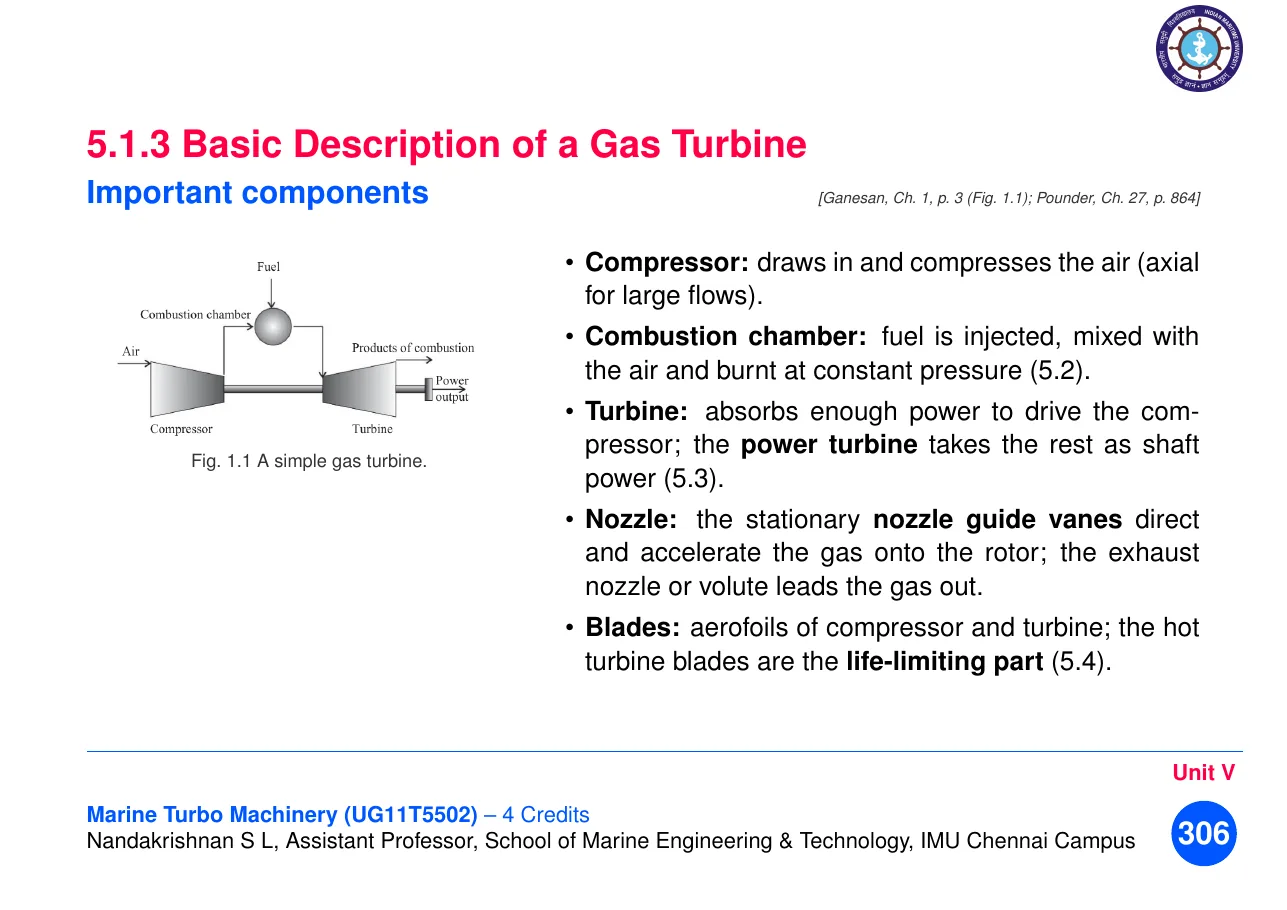 INDIAN MARITIME UNIVERSITY
5.1.3 Basic Description of a Gas Turbine
Important components
[Ganesan, Ch. 1, p. 3 (Fig. 1.1); Pounder, Ch. 27, p. 864]
Fuel
Combustion chamber
Air
Products of combustion
Power
output
Compressor
Turbine
Fig. 1.1 A simple gas turbine.
• Compressor: draws in and compresses the air (axial
for large flows).
• Combustion chamber: fuel is injected, mixed with
the air and burnt at constant pressure (5.2).
• Turbine: absorbs enough power to drive the com-
pressor; the power turbine takes the rest as shaft
power (5.3).
• Nozzle: the stationary nozzle guide vanes direct
and accelerate the gas onto the rotor; the exhaust
nozzle or volute leads the gas out.
• Blades: aerofoils of compressor and turbine; the hot
turbine blades are the life-limiting part (5.4).
Unit V
Marine Turbo Machinery (UG11T5502) – 4 Credits
Nandakrishnan S L, Assistant Professor, School of Marine Engineering & Technology, IMU Chennai Campus
306